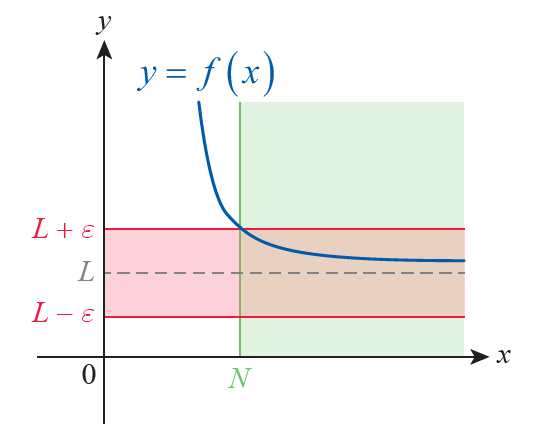 y
y = f (x)
L + ε
L
L − ε
x
0
N